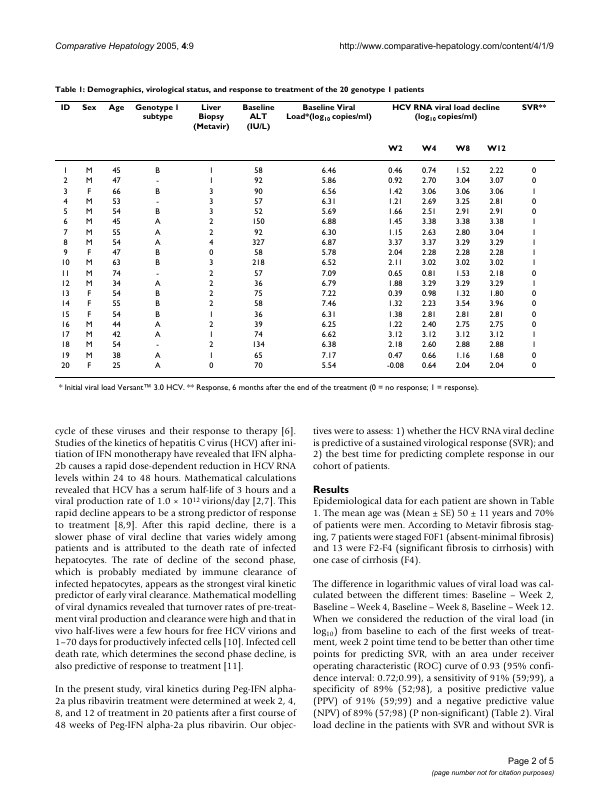 Comparative Hepatology 2005, 4:9 http://www.comparative-hepatology.com/content/4/1/9
Table 1: Demographics, virological status, and response to treatment of the 20 genotype 1 patients
ID Sex Age Genotype 1 subtype Liver Biopsy (Metavir) Baseline ALT (IU/L) Baseline Viral Load*(log10 copies/ml) HCV RNA viral load decline (log10 copies/ml) SVR**
W2 W4 W8 W12
1 M 45 B 1 58 6.46 0.46 0.74 1.52 2.22 0
2 M 47 - 1 92 5.86 0.92 2.70 3.04 3.07 0
3 F 66 B 3 90 6.56 1.42 3.06 3.06 3.06 1
4 M 53 - 3 57 6.31 1.21 2.69 3.25 2.81 0
5 M 54 B 3 52 5.69 1.66 2.51 2.91 2.91 0
6 M 45 A 2 150 6.88 1.45 3.38 3.38 3.38 1
7 M 55 A 2 92 6.30 1.15 2.63 2.80 3.04 1
8 M 54 A 4 327 6.87 3.37 3.37 3.29 3.29 1
9 F 47 B 0 58 5.78 2.04 2.28 2.28 2.28 1
10 M 63 B 3 218 6.52 2.11 3.02 3.02 3.02 1
11 M 74 - 2 57 7.09 0.65 0.81 1.53 2.18 0
12 M 34 A 2 36 6.79 1.88 3.29 3.29 3.29 1
13 F 54 B 2 75 7.22 0.39 0.98 1.32 1.80 0
14 F 55 B 2 58 7.46 1.32 2.23 3.54 3.96 0
15 F 54 B 1 36 6.31 1.38 2.81 2.81 2.81 0
16 M 44 A 2 39 6.25 1.22 2.40 2.75 2.75 0
17 M 42 A 1 74 6.62 3.12 3.12 3.12 3.12 1
18 M 54 - 2 134 6.38 2.18 2.60 2.88 2.88 1
19 M 38 A 1 65 7.17 0.47 0.66 1.16 1.68 0
20 F 25 A 0 70 5.54 -0.08 0.64 2.04 2.04 0
* Initial viral load Versant™ 3.0 HCV. ** Response, 6 months after the end of the treatment (0 = no response; 1 = response).
cycle of these viruses and their response to therapy [6].
Studies of the kinetics of hepatitis C virus (HCV) after ini-
tiation of IFN monotherapy have revealed that IFN alpha-
2b causes a rapid dose-dependent reduction in HCV RNA
levels within 24 to 48 hours. Mathematical calculations
revealed that HCV has a serum half-life of 3 hours and a
viral production rate of 1.0 × 10¹² virions/day [2,7]. This
rapid decline appears to be a strong predictor of response
to treatment [8,9]. After this rapid decline, there is a
slower phase of viral decline that varies widely among
patients and is attributed to the death rate of infected
hepatocytes. The rate of decline of the second phase,
which is probably mediated by immune clearance of
infected hepatocytes, appears as the strongest viral kinetic
predictor of early viral clearance. Mathematical modelling
of viral dynamics revealed that turnover rates of pre-treat-
ment viral production and clearance were high and that in
vivo half-lives were a few hours for free HCV virions and
1–70 days for productively infected cells [10]. Infected cell
death rate, which determines the second phase decline, is
also predictive of response to treatment [11].
In the present study, viral kinetics during Peg-IFN alpha-
2a plus ribavirin treatment were determined at week 2, 4,
8, and 12 of treatment in 20 patients after a first course of
48 weeks of Peg-IFN alpha-2a plus ribavirin. Our objec-
tives were to assess: 1) whether the HCV RNA viral decline
is predictive of a sustained virological response (SVR); and
2) the best time for predicting complete response in our
cohort of patients.
Results
Epidemiological data for each patient are shown in Table
1. The mean age was (Mean ± SE) 50 ± 11 years and 70%
of patients were men. According to Metavir fibrosis stag-
ing, 7 patients were staged F0F1 (absent-minimal fibrosis)
and 13 were F2-F4 (significant fibrosis to cirrhosis) with
one case of cirrhosis (F4).
The difference in logarithmic values of viral load was cal-
culated between the different times: Baseline – Week 2,
Baseline – Week 4, Baseline – Week 8, Baseline – Week 12.
When we considered the reduction of the viral load (in
log10) from baseline to each of the first weeks of treat-
ment, week 2 point time tend to be better than other time
points for predicting SVR, with an area under receiver
operating characteristic (ROC) curve of 0.93 (95% confi-
dence interval: 0.72;0.99), a sensitivity of 91% (59;99), a
specificity of 89% (52;98), a positive predictive value
(PPV) of 91% (59;99) and a negative predictive value
(NPV) of 89% (57;98) (P non-significant) (Table 2). Viral
load decline in the patients with SVR and without SVR is
Page 2 of 5
(page number not for citation purposes)